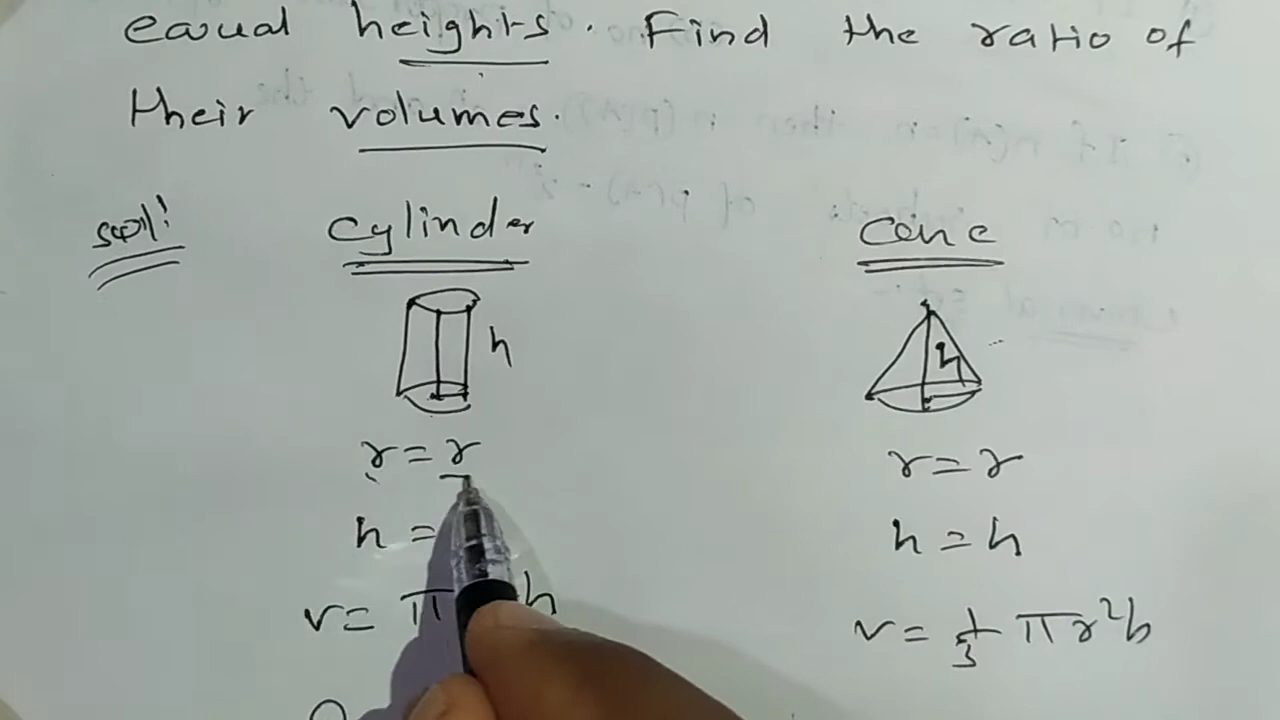 equal heights. Find the ratio of
their volumes.
sol:
Cylinder Cone
h h
r = r r = r
h = h = h
v = π h v = 1/3 πr²h